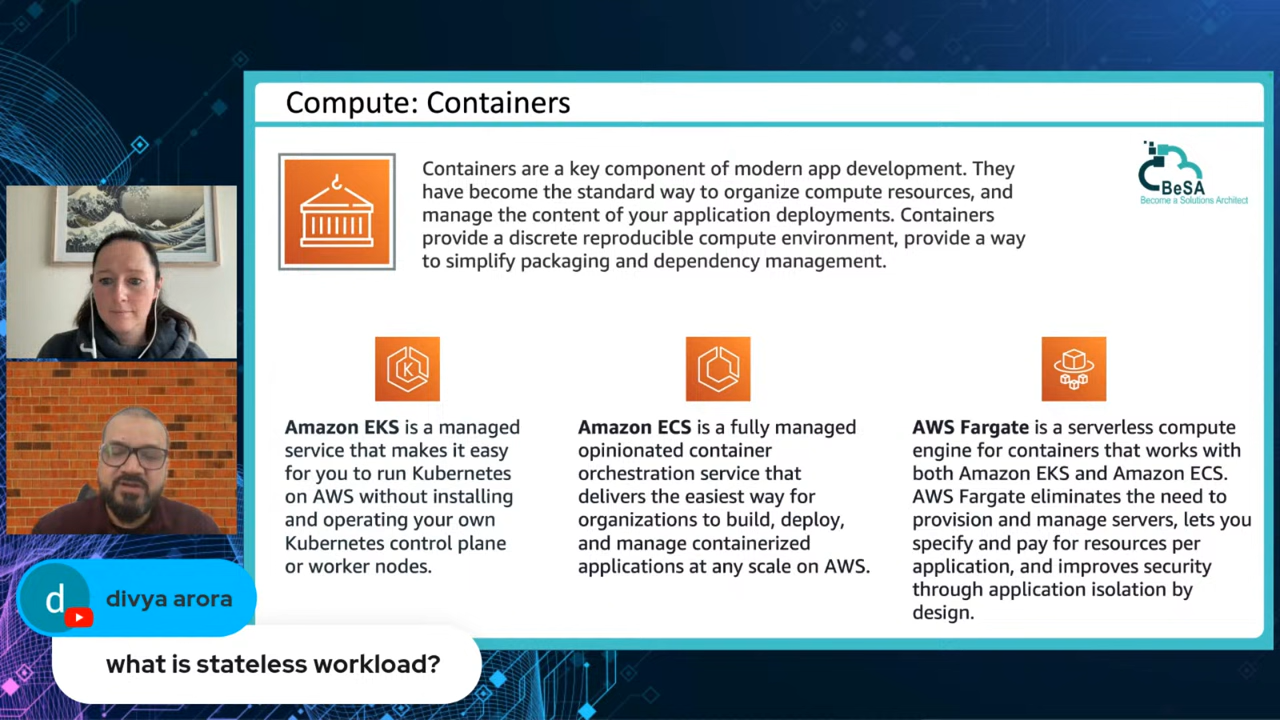 Compute: Containers
Containers are a key component of modern app development. They
have become the standard way to organize compute resources, and
manage the content of your application deployments. Containers
provide a discrete reproducible compute environment, provide a way
to simplify packaging and dependency management.
CBeSA
Become a Solutions Architect
K
Amazon EKS is a managed
service that makes it easy
for you to run Kubernetes
on AWS without installing
and operating your own
Kubernetes control plane
or worker nodes.
Amazon ECS is a fully managed
opinionated container
orchestration service that
delivers the easiest way for
organizations to build, deploy,
and manage containerized
applications at any scale on AWS.
AWS Fargate is a serverless compute
engine for containers that works with
both Amazon EKS and Amazon ECS.
AWS Fargate eliminates the need to
provision and manage servers, lets you
specify and pay for resources per
application, and improves security
through application isolation by
design.
d
divya arora
what is stateless workload?